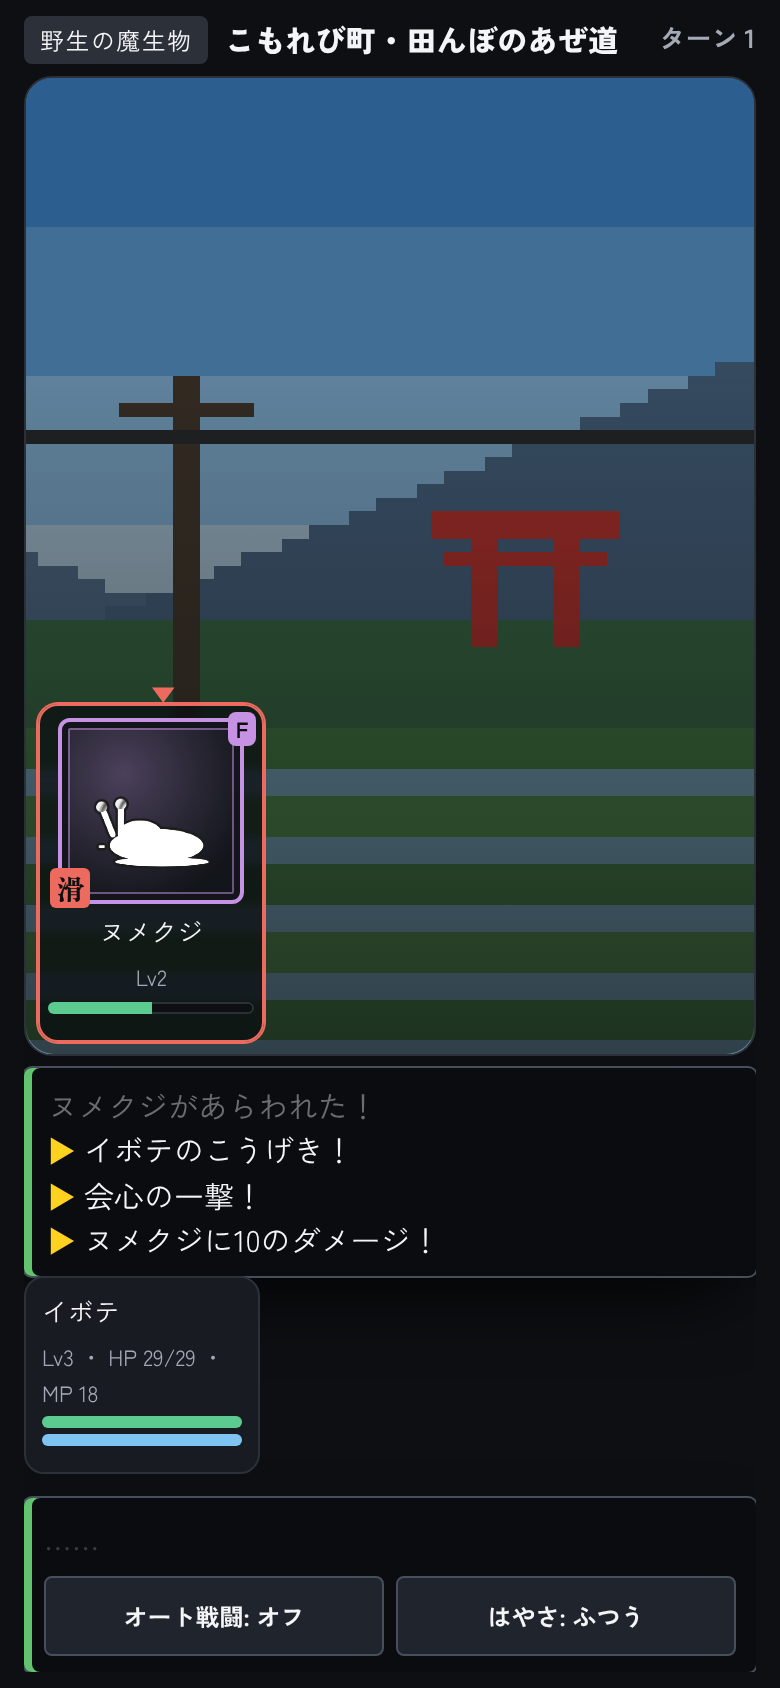 野生の魔生物
こもれび町・田んぼのあぜ道
ターン 1
F
滑
ヌメクジ
Lv2
ヌメクジがあらわれた！
▶ イボテのこうげき！
▶ 会心の一撃！
▶ ヌメクジに10のダメージ！
イボテ
Lv3 ・ HP 29/29 ・
MP 18
……
オート戦闘: オフ
はやさ: ふつう